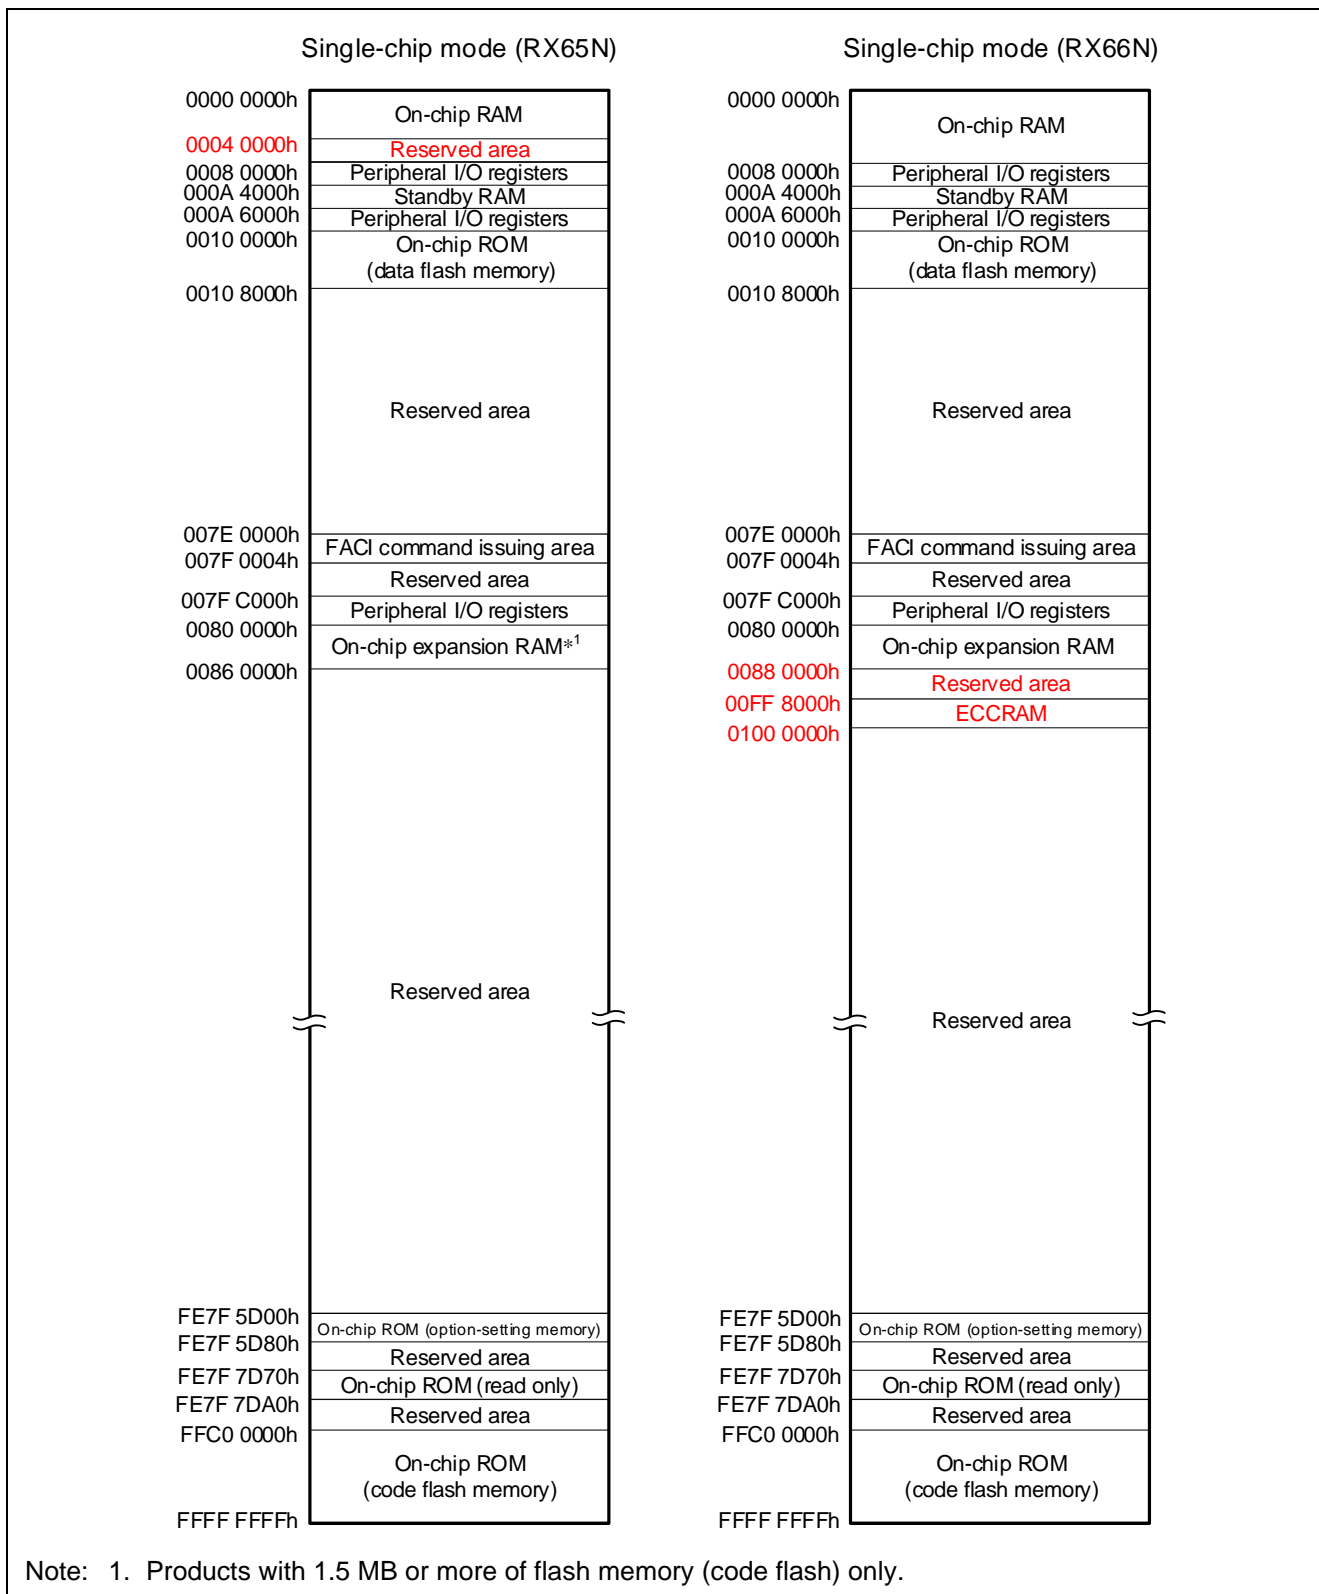 Single-chip mode (RX65N)
0000 0000h
On-chip RAM
0004 0000h
Reserved area
0008 0000h
Peripheral I/O registers
000A 4000h
Standby RAM
000A 6000h
Peripheral I/O registers
0010 0000h
On-chip ROM
(data flash memory)
0010 8000h
Reserved area
007E 0000h
FACI command issuing area
007F 0004h
Reserved area
007F C000h
Peripheral I/O registers
0080 0000h
On-chip expansion RAM*1
0086 0000h
Reserved area
FE7F 5D00h
On-chip ROM (option-setting memory)
FE7F 5D80h
Reserved area
FE7F 7D70h
On-chip ROM (read only)
FE7F 7DA0h
Reserved area
FFC0 0000h
On-chip ROM
(code flash memory)
FFFF FFFFh
Single-chip mode (RX66N)
0000 0000h
On-chip RAM
0008 0000h
Peripheral I/O registers
000A 4000h
Standby RAM
000A 6000h
Peripheral I/O registers
0010 0000h
On-chip ROM
(data flash memory)
0010 8000h
Reserved area
007E 0000h
FACI command issuing area
007F 0004h
Reserved area
007F C000h
Peripheral I/O registers
0080 0000h
On-chip expansion RAM
0088 0000h
Reserved area
00FF 8000h
ECCRAM
0100 0000h
Reserved area
FE7F 5D00h
On-chip ROM (option-setting memory)
FE7F 5D80h
Reserved area
FE7F 7D70h
On-chip ROM (read only)
FE7F 7DA0h
Reserved area
FFC0 0000h
On-chip ROM
(code flash memory)
FFFF FFFFh
Note: 1. Products with 1.5 MB or more of flash memory (code flash) only.